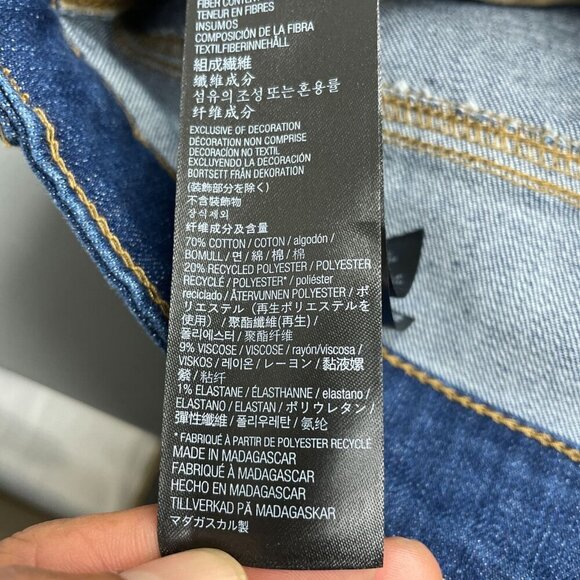 FIBER CONTENT
TENEUR EN FIBRES
INSUMOS
COMPOSICIÓN DE LA FIBRA
TEXTILFIBERINNEHÅLL
組成繊維
纖維成分
섬유의 조성 또는 혼용률
纤维成分
EXCLUSIVE OF DECORATION
DÉCORATION NON COMPRISE
DECORACÍON NO TEXTIL
EXCLUYENDO LA DECORACIÓN
BORTSETT FRÅN DEKORATION
(装飾部分を除く)
不含裝飾物
장식제외
纤维成分及含量
70% COTTON / COTON / algodón /
BOMULL / 면 / 綿 / 棉 / 棉
20% RECYCLED POLYESTER / POLYESTER
RECYCLÉ / POLYESTER* / poliéster
reciclado / ÅTERVUNNEN POLYESTER / ポ
リエステル（再生ポリエステルを
使用）/ 聚酯纖維(再生) /
폴리에스터 / 聚酯纤维
9% VISCOSE / VISCOSE / rayón/viscosa /
VISKOS / 레이온 / レーヨン / 黏液嫘
縈 / 粘纤
1% ELASTANE / ÉLASTHANNE / elastano /
ELASTANO / ELASTAN / ポリウレタン /
彈性纖維 / 폴리우레탄 / 氨纶
* FABRIQUÉ À PARTIR DE POLYESTER RECYCLÉ
MADE IN MADAGASCAR
FABRIQUÉ À MADAGASCAR
HECHO EN MADAGASCAR
TILLVERKAD PÅ MADAGASKAR
マダガスカル製